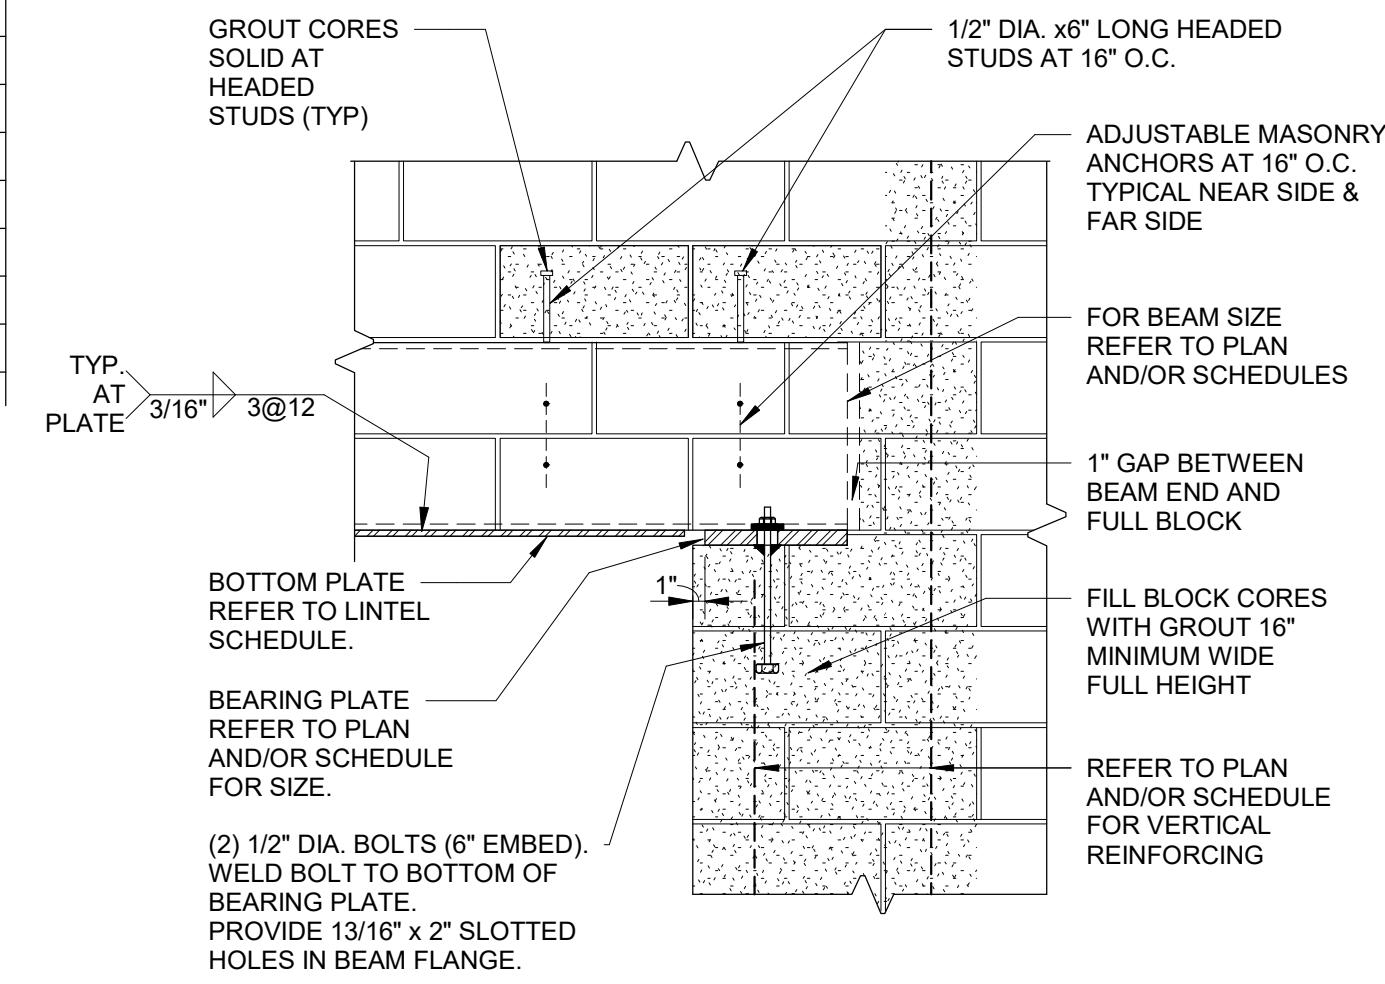 GROUT CORES
SOLID AT
HEADED
STUDS (TYP)
1/2" DIA. x6" LONG HEADED
STUDS AT 16" O.C.
ADJUSTABLE MASONRY
ANCHORS AT 16" O.C.
TYPICAL NEAR SIDE &
FAR SIDE
FOR BEAM SIZE
REFER TO PLAN
AND/OR SCHEDULES
TYP.
AT
PLATE
3/16"
3@12
1" GAP BETWEEN
BEAM END AND
FULL BLOCK
BOTTOM PLATE
REFER TO LINTEL
SCHEDULE.
1"
FILL BLOCK CORES
WITH GROUT 16"
MINIMUM WIDE
FULL HEIGHT
BEARING PLATE
REFER TO PLAN
AND/OR SCHEDULE
FOR SIZE.
REFER TO PLAN
AND/OR SCHEDULE
FOR VERTICAL
REINFORCING
(2) 1/2" DIA. BOLTS (6" EMBED).
WELD BOLT TO BOTTOM OF
BEARING PLATE.
PROVIDE 13/16" x 2" SLOTTED
HOLES IN BEAM FLANGE.